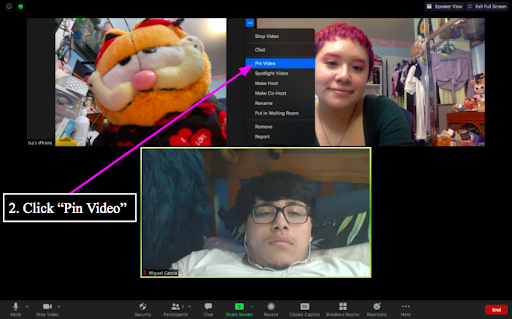 Speaker View
Exit Full Screen
Stop Video
Chat
Pin Video
Spotlight Video
Make Host
Make Co-Host
Rename
Put In Waiting Room
Remove
Report
Isa's iPhone
2. Click “Pin Video”
Miguel Garcia
Mute
Stop Video
Security
Participants
3
Chat
Share Screen
Record
Closed Caption
Breakout Rooms
Reactions
More
End